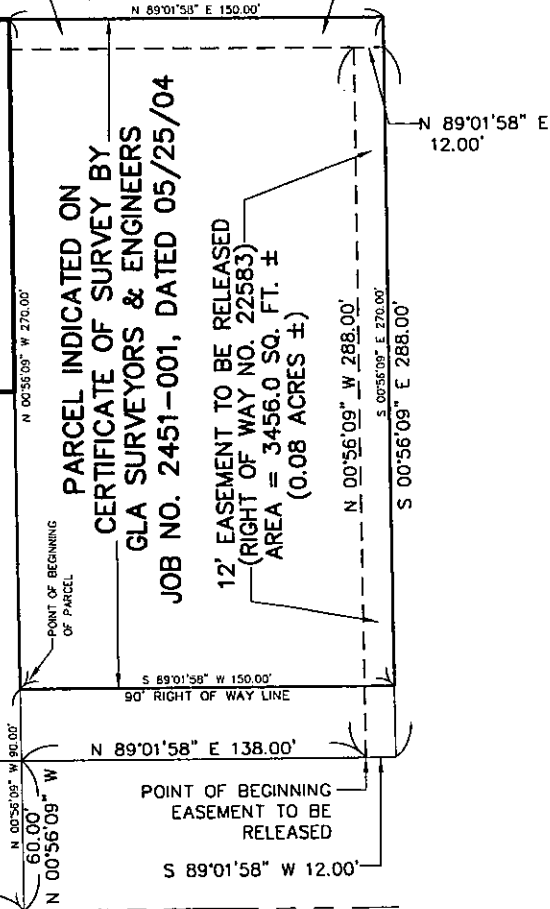 N 89°01'58" E 150.00'
N 89°01'58" E
12.00'
PARCEL INDICATED ON
CERTIFICATE OF SURVEY BY
GLA SURVEYORS & ENGINEERS
JOB NO. 2451-001, DATED 05/25/04
N 00°56'09" W 270.00'
12' EASEMENT TO BE RELEASED
(RIGHT OF WAY NO. 22583)
AREA = 3456.0 SQ. FT. ±
(0.08 ACRES ±)
N 00°56'09" W 288.00'
S 00°56'09" E 270.00'
S 00°56'09" E 288.00'
POINT OF BEGINNING
OF PARCEL
S 89°01'58" W 150.00'
90' RIGHT OF WAY LINE
N 00°56'09" W 90.00'
N 89°01'58" E 138.00'
60.00'
N 00°56'09" W
POINT OF BEGINNING
EASEMENT TO BE
RELEASED
S 89°01'58" W 12.00'